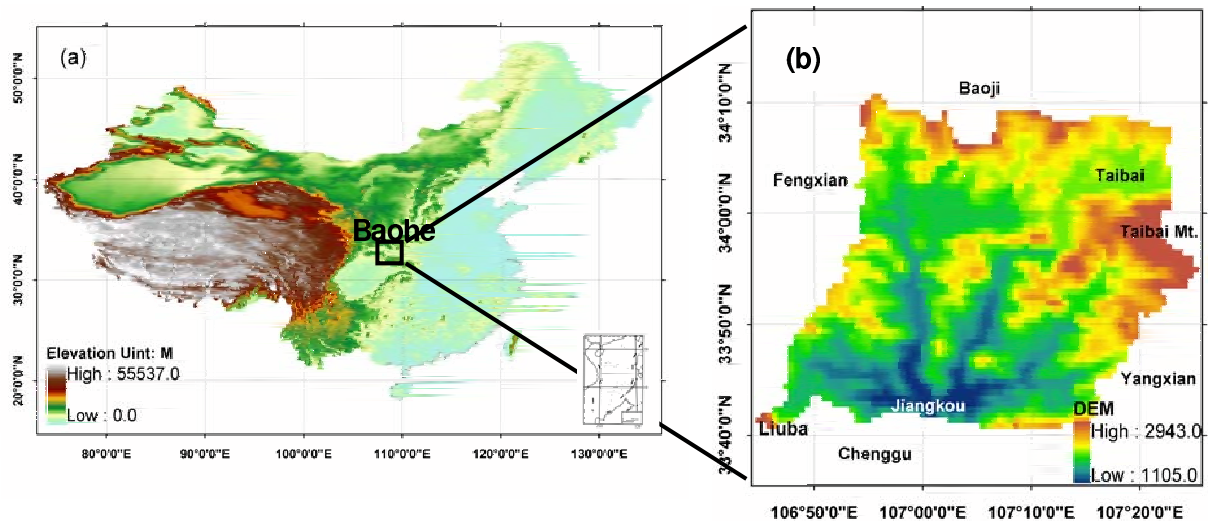 (a)
50°0'0"N
40°0'0"N
30°0'0"N
20°0'0"N
Baohe
Elevation Uint: M
High : 55537.0
Low : 0.0
80°0'0"E 90°0'0"E 100°0'0"E 110°0'0"E 120°0'0"E 130°0'0"E
(b)
34°10'0"N
34°00'0"N
33°50'0"N
33°40'0"N
Baoji
Fengxian
Taibai
Taibai Mt.
Yangxian
Jiangkou
Liuba
Chenggu
DEM
High : 2943.0
Low : 1105.0
106°50'0"E 107°00'0"E 107°10'0"E 107°20'0"E